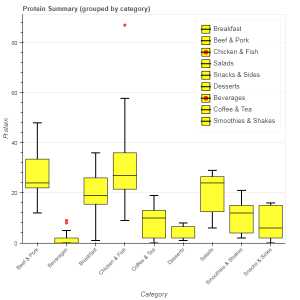 Protein Summary (grouped by category)
Breakfast
Beef & Pork
Chicken & Fish
Salads
Snacks & Sides
Desserts
Beverages
Coffee & Tea
Smoothies & Shakes
80
60
40
20
0
Protein
Beef & Pork
Beverages
Breakfast
Chicken & Fish
Coffee & Tea
Desserts
Salads
Smoothies & Shakes
Snacks & Sides
Category